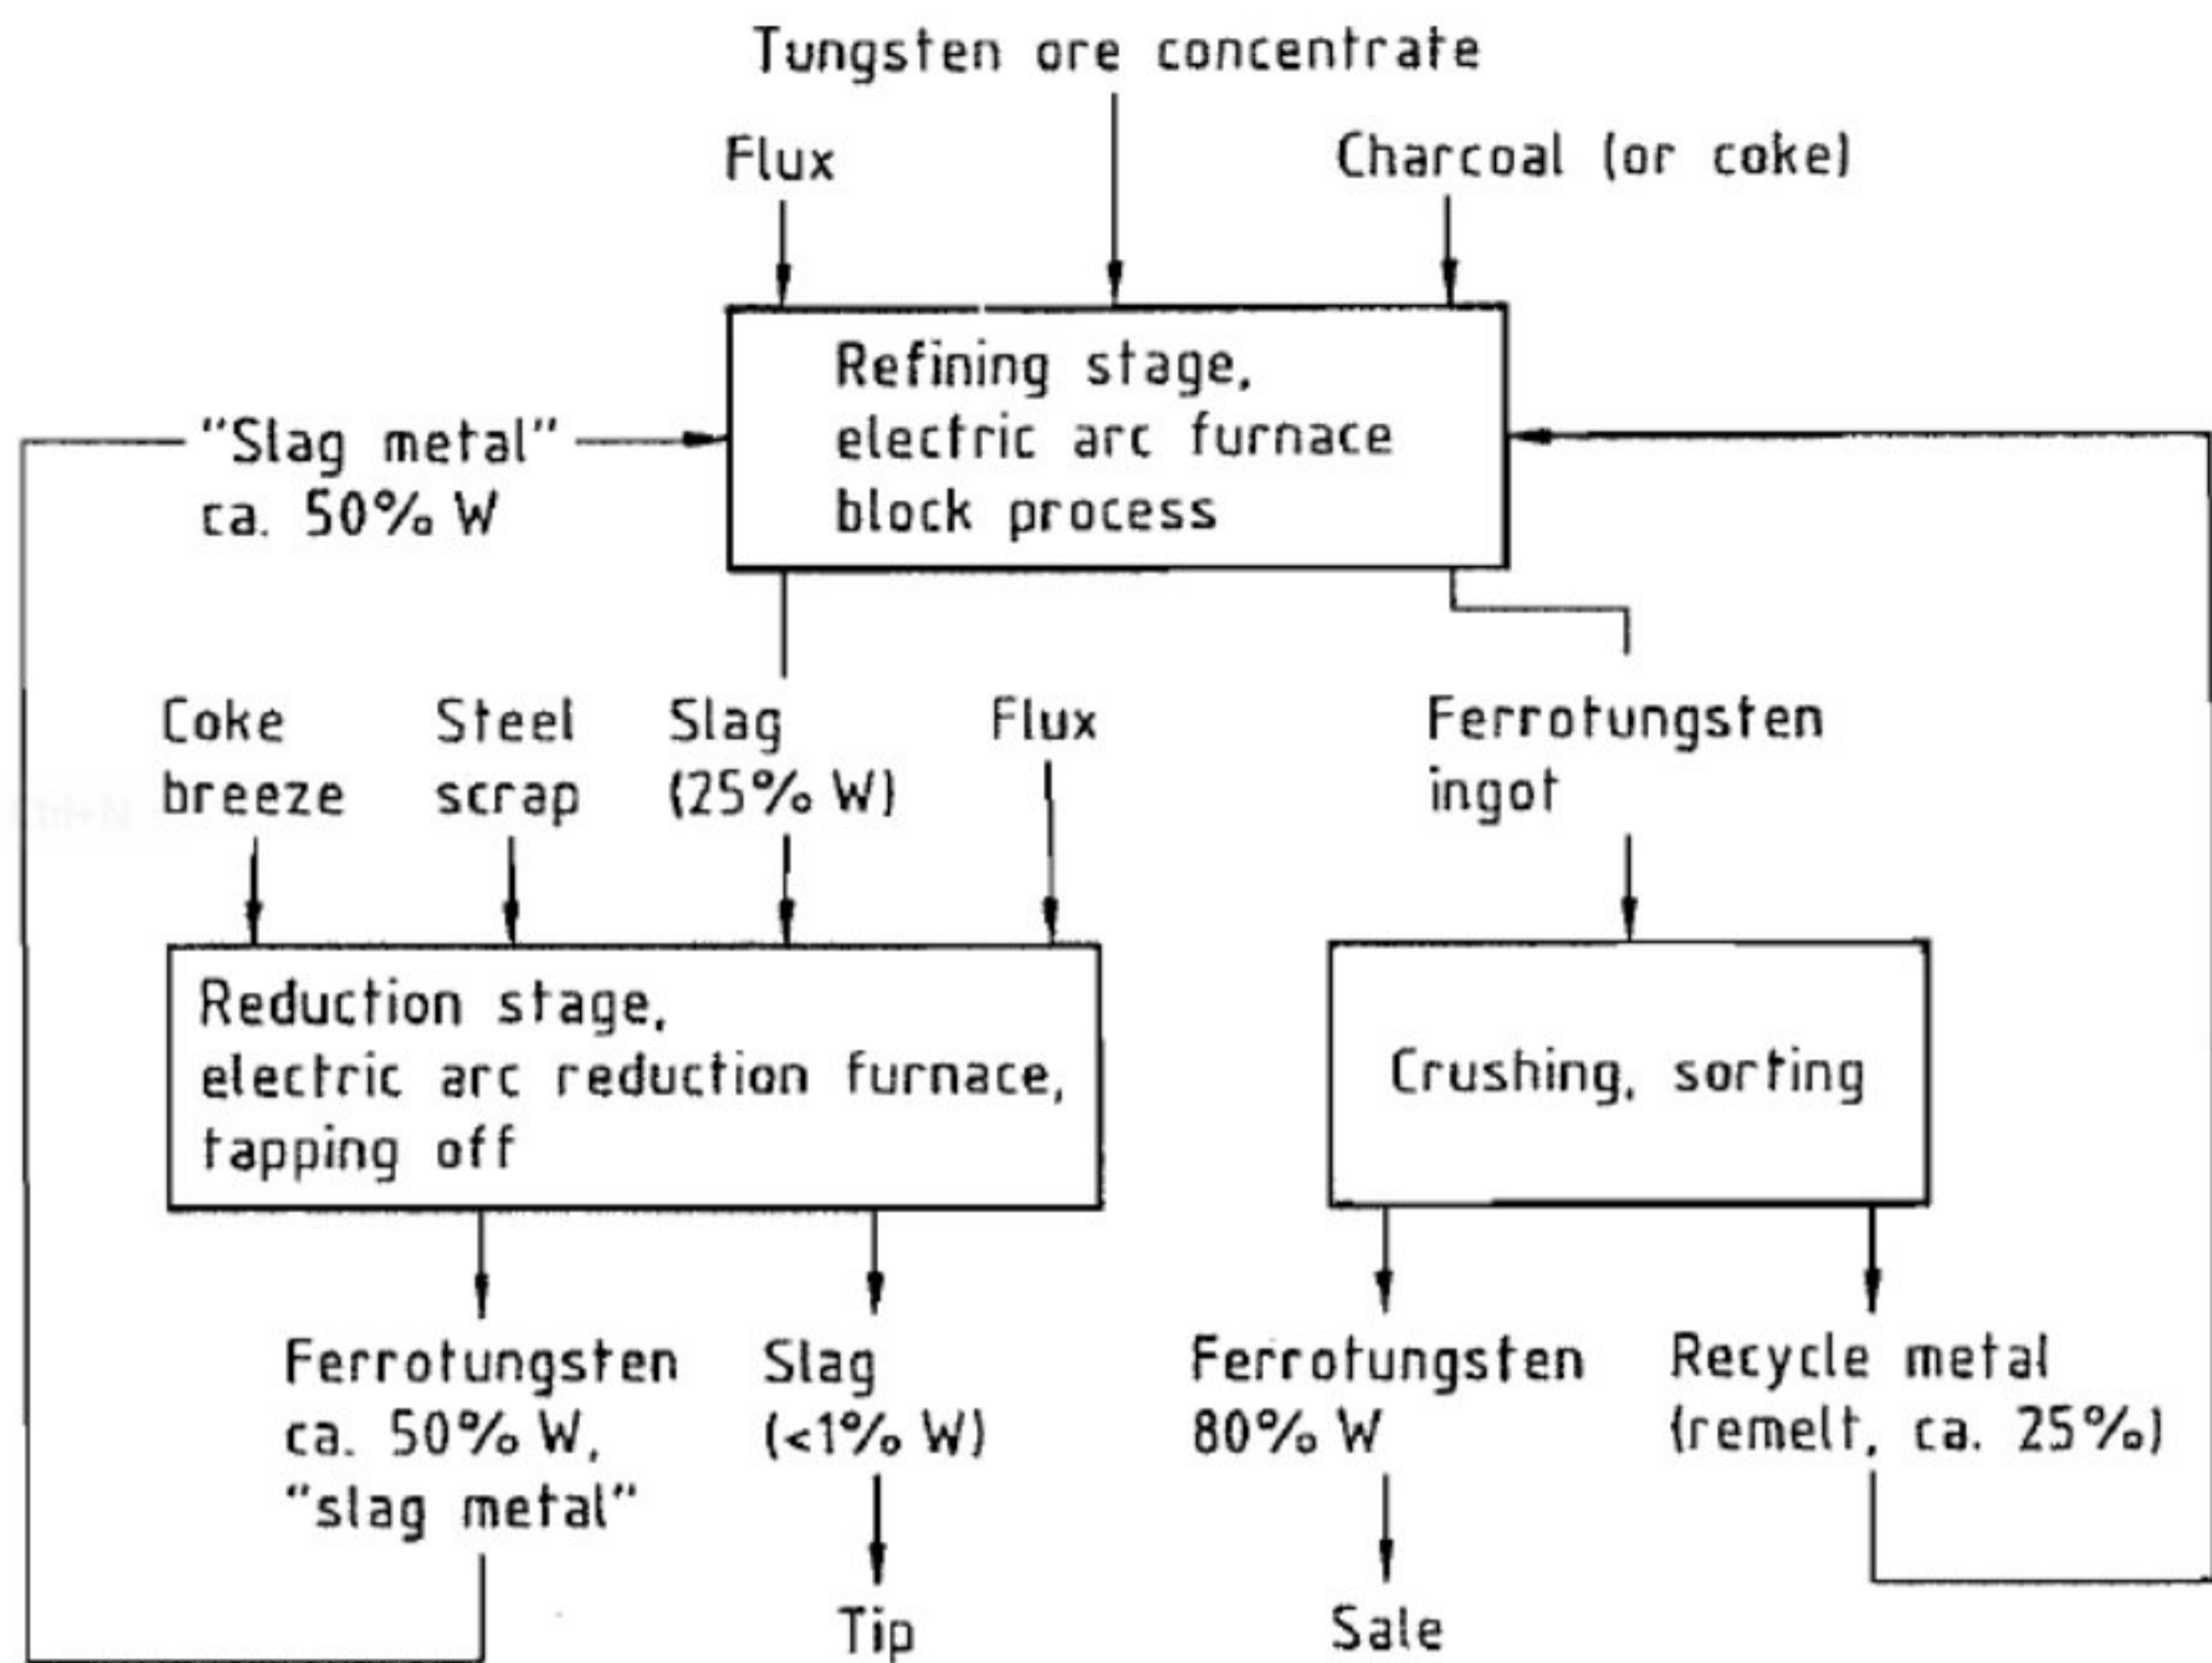 Tungsten ore concentrate
Flux
Charcoal (or coke)
Refining stage,
electric arc furnace
block process
"Slag metal"
ca. 50% W
Coke
breeze
Steel
scrap
Slag
(25% W)
Flux
Ferrotungsten
ingot
Ctrl+N
Reduction stage,
electric arc reduction furnace,
tapping off
Crushing, sorting
Ferrotungsten
ca. 50% W,
"slag metal"
Slag
(<1% W)
Ferrotungsten
80% W
Recycle metal
(remelt, ca. 25%)
Tip
Sale